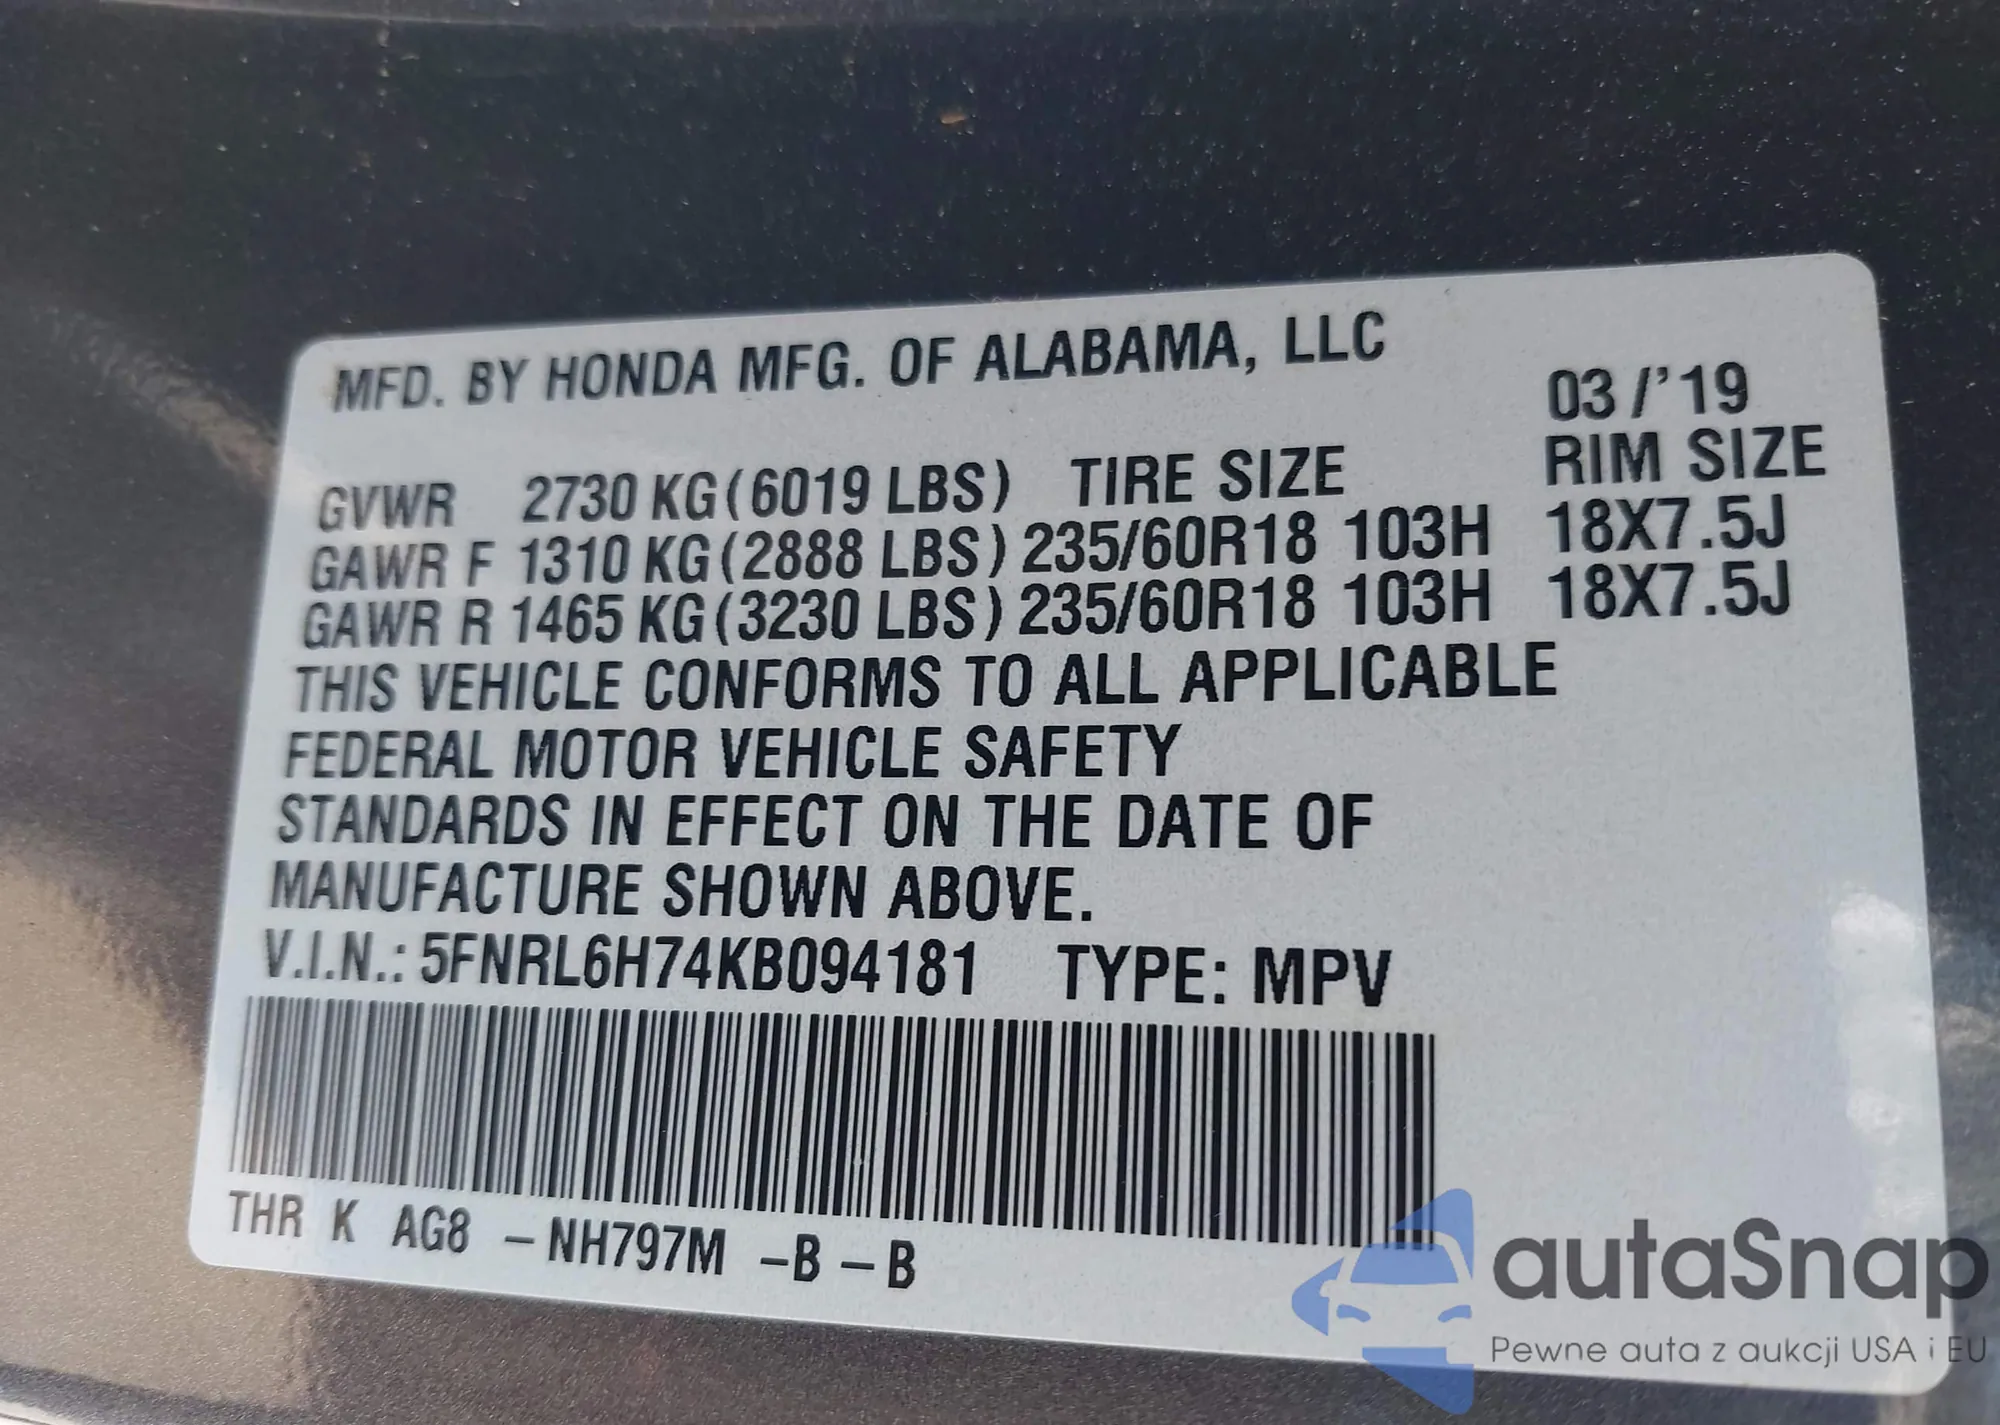 MFD. BY HONDA MFG. OF ALABAMA, LLC
03/'19
GVWR 2730 KG(6019 LBS) TIRE SIZE RIM SIZE
GAWR F 1310 KG(2888 LBS) 235/60R18 103H 18X7.5J
GAWR R 1465 KG(3230 LBS) 235/60R18 103H 18X7.5J
THIS VEHICLE CONFORMS TO ALL APPLICABLE
FEDERAL MOTOR VEHICLE SAFETY
STANDARDS IN EFFECT ON THE DATE OF
MANUFACTURE SHOWN ABOVE.
V.I.N.: 5FNRL6H74KB094181 TYPE: MPV
THR K AG8 –NH797M –B–B
autaSnap
Pewne auta z aukcji USA i EU